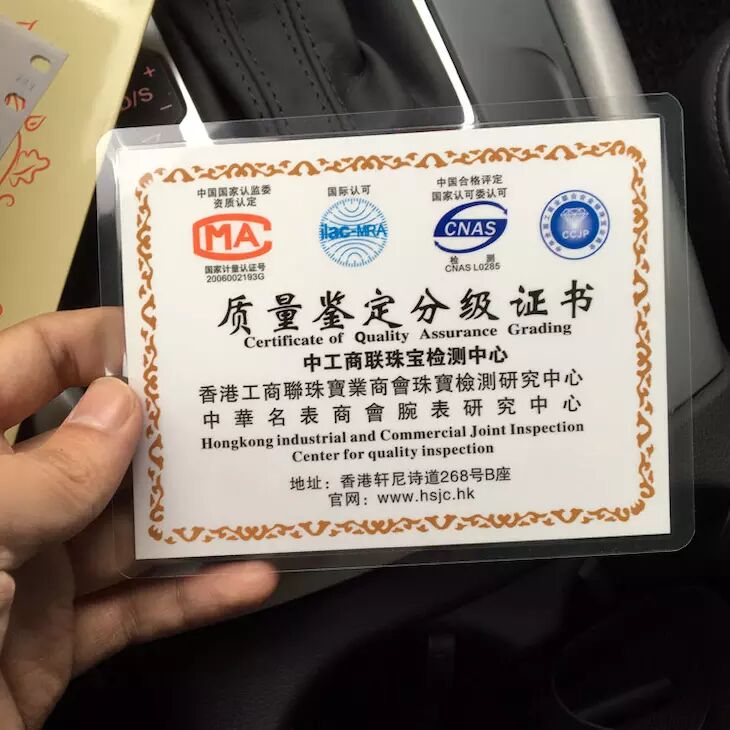 D/S
中国国家认监委
资质认定
MA
国家计量认证号
2006002193G
国际认可
ilac-MRA
中国合格评定
国家认可委认可
CNAS
检 测
CNAS L0285
CCJP
质量鉴定分级证书
Certificate of Quality Assurance Grading
中工商联珠宝检测中心
香港工商聯珠寶業商會珠寶檢測研究中心
中華名表商會腕表研究中心
Hongkong industrial and Commercial Joint Inspection
Center for quality inspection
地址：香港轩尼诗道268号B座
官网：www.hsjc.hk